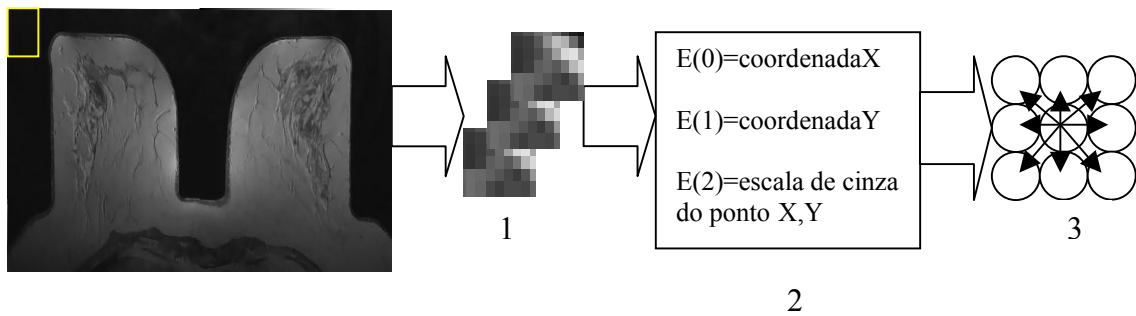 E(0)=coordenadaX
E(1)=coordenadaY
E(2)=escala de cinza
do ponto X,Y
1
2
3